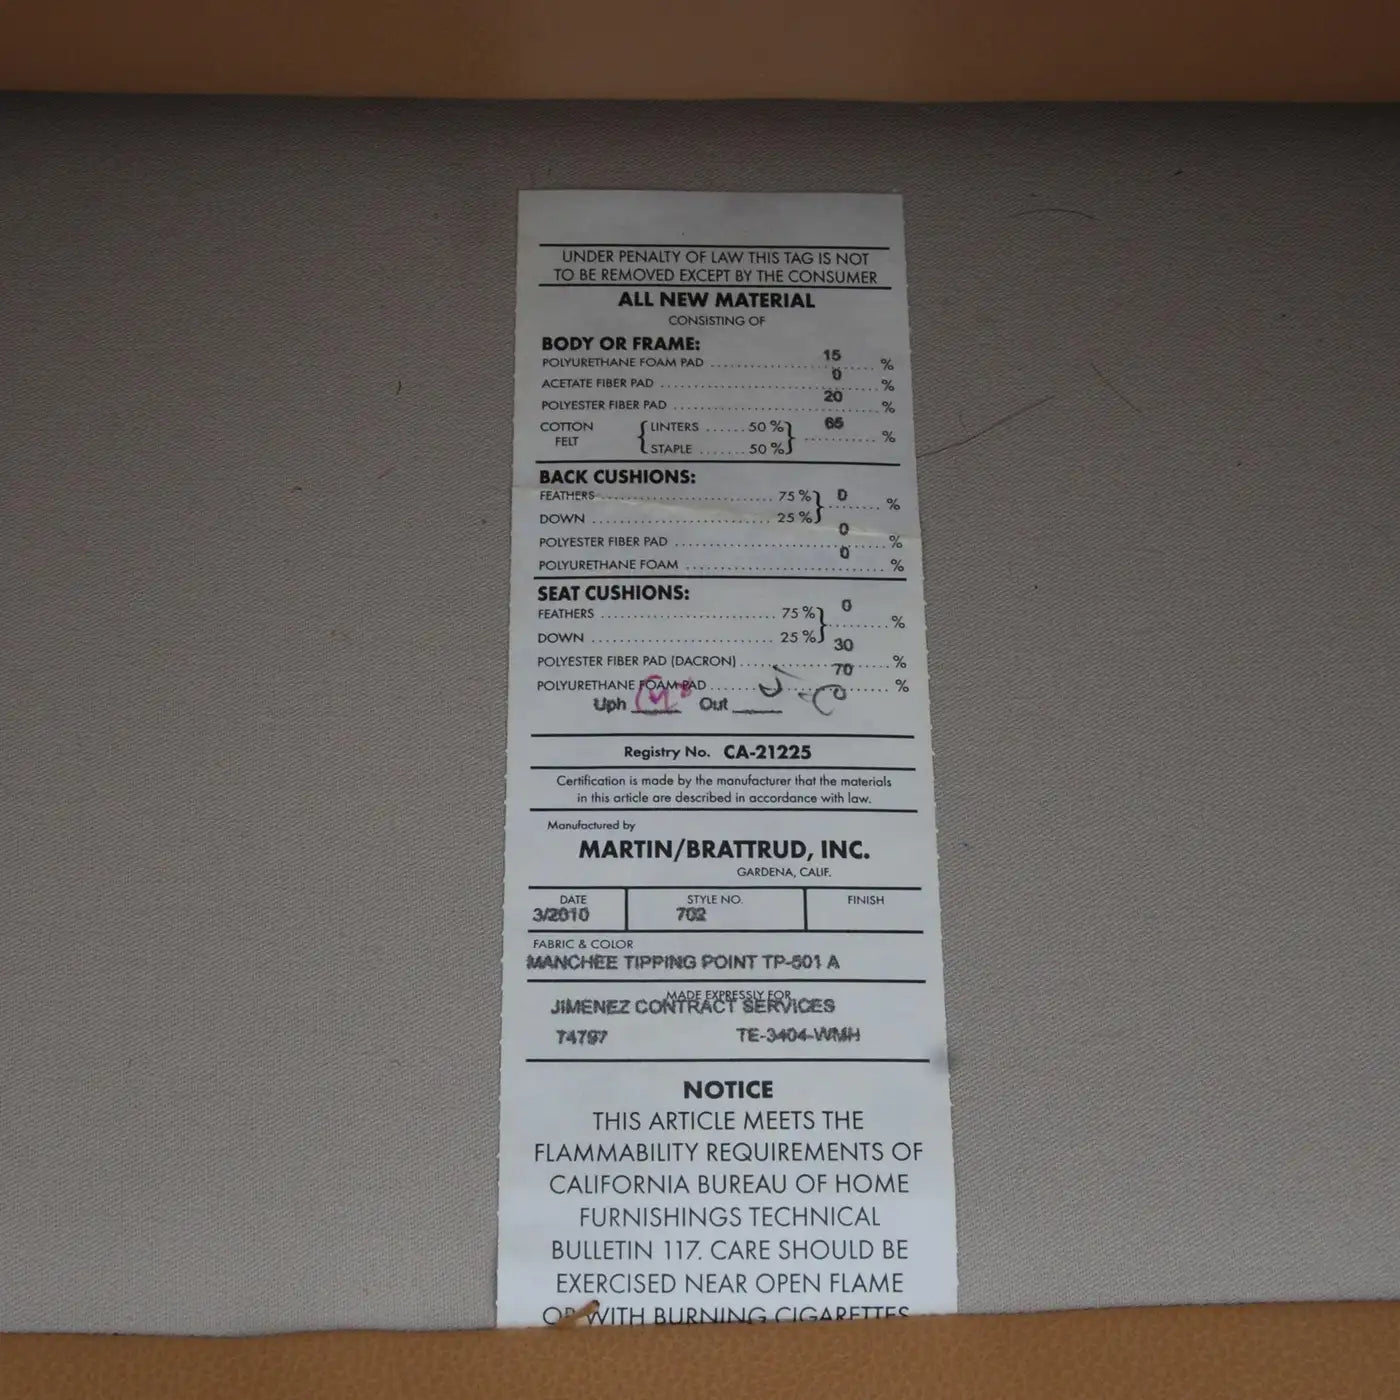 UNDER PENALTY OF LAW THIS TAG IS NOT
TO BE REMOVED EXCEPT BY THE CONSUMER
ALL NEW MATERIAL
CONSISTING OF
BODY OR FRAME:
POLYURETHANE FOAM PAD 15 %
ACETATE FIBER PAD 0 %
POLYESTER FIBER PAD 20 %
COTTON FELT { LINTERS ...... 50 % } 65 %
STAPLE ....... 50 %
BACK CUSHIONS:
FEATHERS 75 % } 0 %
DOWN 25 %
POLYESTER FIBER PAD 0 %
POLYURETHANE FOAM 0 %
SEAT CUSHIONS:
FEATHERS 75 % } 0 %
DOWN 25 %
POLYESTER FIBER PAD (DACRON) 30 %
POLYURETHANE FOAM PAD 70 %
Uph Out
Registry No. CA-21225
Certification is made by the manufacturer that the materials
in this article are described in accordance with law.
Manufactured by
MARTIN/BRATTRUD, INC.
GARDENA, CALIF.
DATE STYLE NO. FINISH
3/2010 702
FABRIC & COLOR
MANCHEE TIPPING POINT TP-501 A
MADE EXPRESSLY FOR
JIMENEZ CONTRACT SERVICES
74797 TE-3404-WMH
NOTICE
THIS ARTICLE MEETS THE
FLAMMABILITY REQUIREMENTS OF
CALIFORNIA BUREAU OF HOME
FURNISHINGS TECHNICAL
BULLETIN 117. CARE SHOULD BE
EXERCISED NEAR OPEN FLAME
OR WITH BURNING CIGARETTES